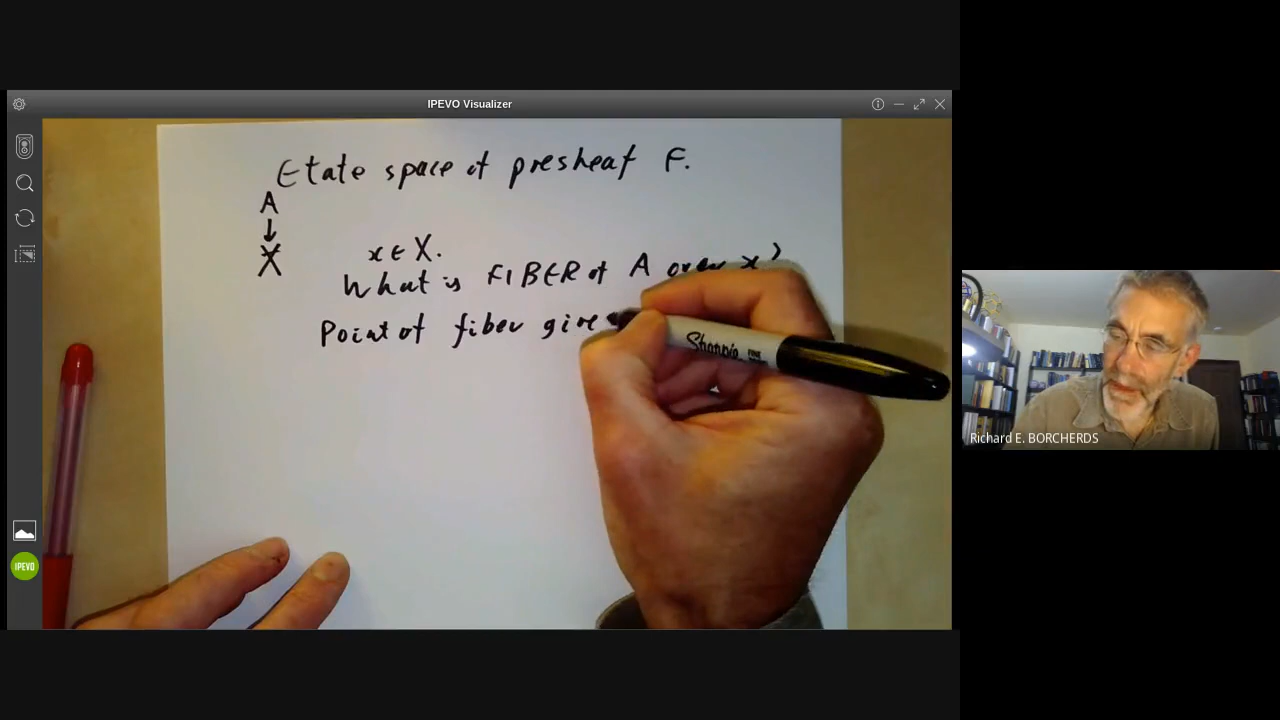 IPEVO Visualizer
Etale space of presheaf F.
A
↓
X
x ∈ X.
What is FIBER of A over x?
Point of fiber give
Sharpie
Richard E. BORCHERDS
IPEVO